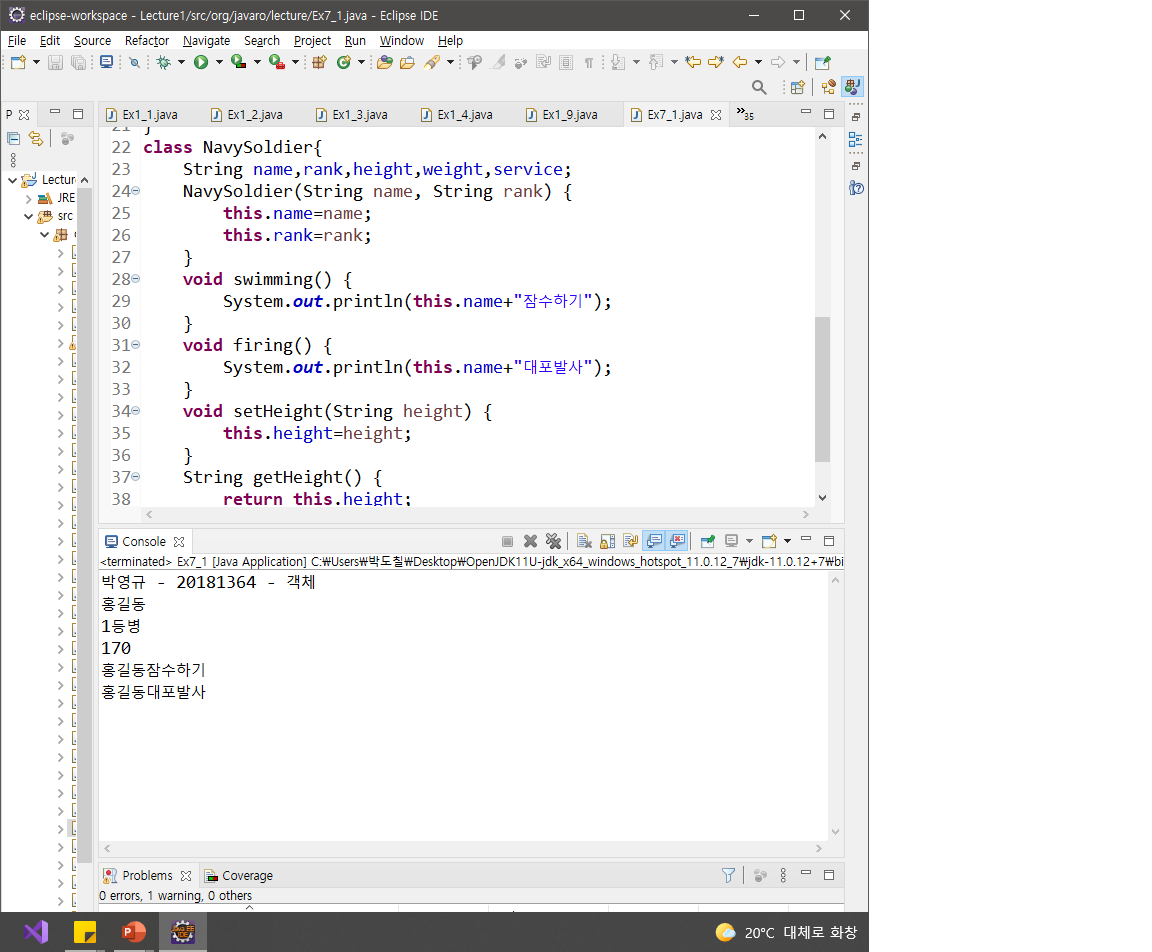 eclipse-workspace - Lecture1/src/org/javaro/lecture/Ex7_1.java - Eclipse IDE
File Edit Source Refactor Navigate Search Project Run Window Help
P
Ex1_1.java Ex1_2.java Ex1_3.java Ex1_4.java Ex1_9.java Ex7_1.java »35
Lectur
JRE
src
21 }
22 class NavySoldier{
23 String name,rank,height,weight,service;
24 NavySoldier(String name, String rank) {
25 this.name=name;
26 this.rank=rank;
27 }
28 void swimming() {
29 System.out.println(this.name+"잠수하기");
30 }
31 void firing() {
32 System.out.println(this.name+"대포발사");
33 }
34 void setHeight(String height) {
35 this.height=height;
36 }
37 String getHeight() {
38 return this.height;
Console
<terminated> Ex7_1 [Java Application] C:₩Users₩박도칠₩Desktop₩OpenJDK11U-jdk_x64_windows_hotspot_11.0.12_7₩jdk-11.0.12+7₩bi
박영규 - 20181364 - 객체
홍길동
1등병
170
홍길동잠수하기
홍길동대포발사
Problems Coverage
0 errors, 1 warning, 0 others
20°C 대체로 화창